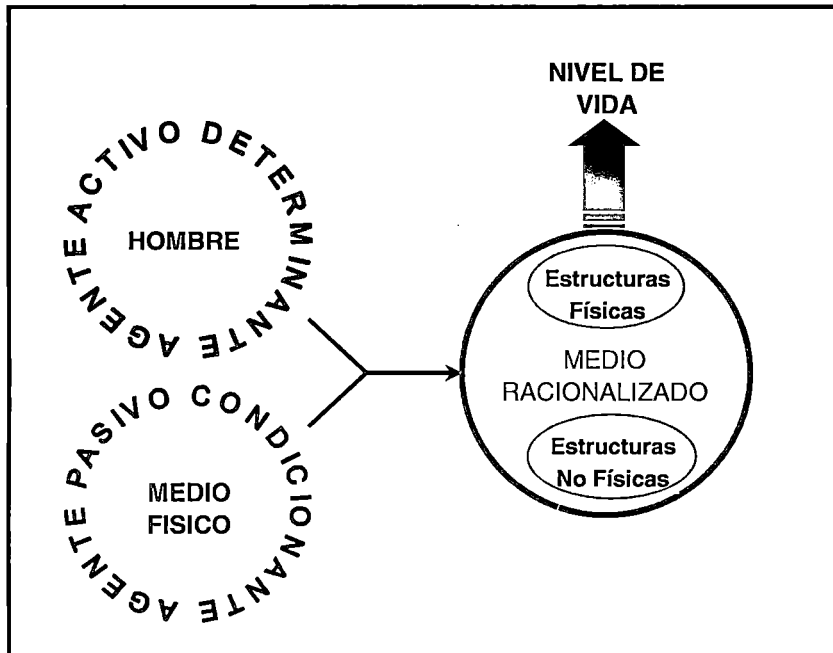 AGENTE ACTIVO DETERMINANTE
HOMBRE
AGENTE PASIVO CONDICIONANTE
MEDIO
FISICO
NIVEL DE
VIDA
Estructuras
Físicas
MEDIO
RACIONALIZADO
Estructuras
No Físicas